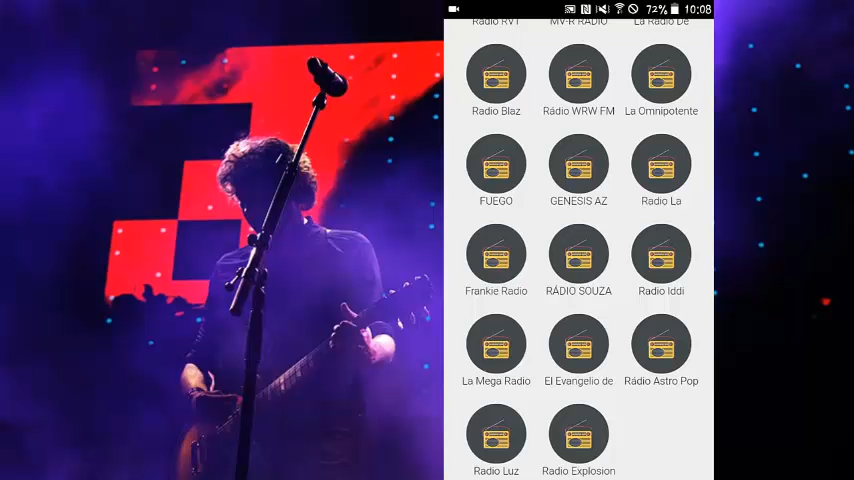 72% 10:08
Radio RVT MV-R RADIO La Radio De
Radio Blaz Rádio WRW FM La Omnipotente
FUEGO GENESIS AZ Radio La
Frankie Radio RÁDIO SOUZA Radio Iddi
La Mega Radio El Evangelio de Rádio Astro Pop
Radio Luz Radio Explosion